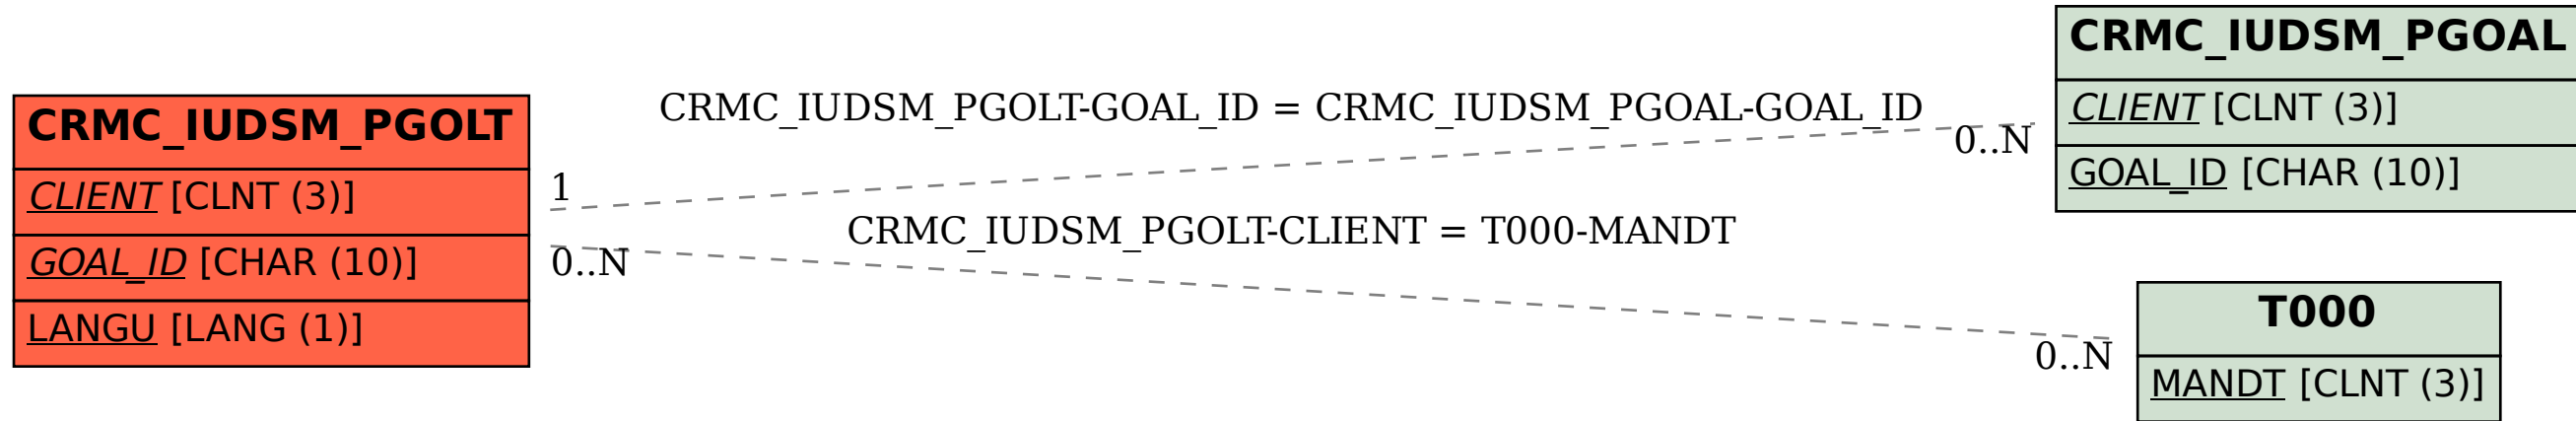 CRMC_IUDSM_PGOLT
CLIENT [CLNT (3)]
GOAL_ID [CHAR (10)]
LANGU [LANG (1)]
CRMC_IUDSM_PGOLT-GOAL_ID = CRMC_IUDSM_PGOAL-GOAL_ID
1
0..N
CRMC_IUDSM_PGOLT-CLIENT = T000-MANDT
0..N
0..N
CRMC_IUDSM_PGOAL
CLIENT [CLNT (3)]
GOAL_ID [CHAR (10)]
T000
MANDT [CLNT (3)]